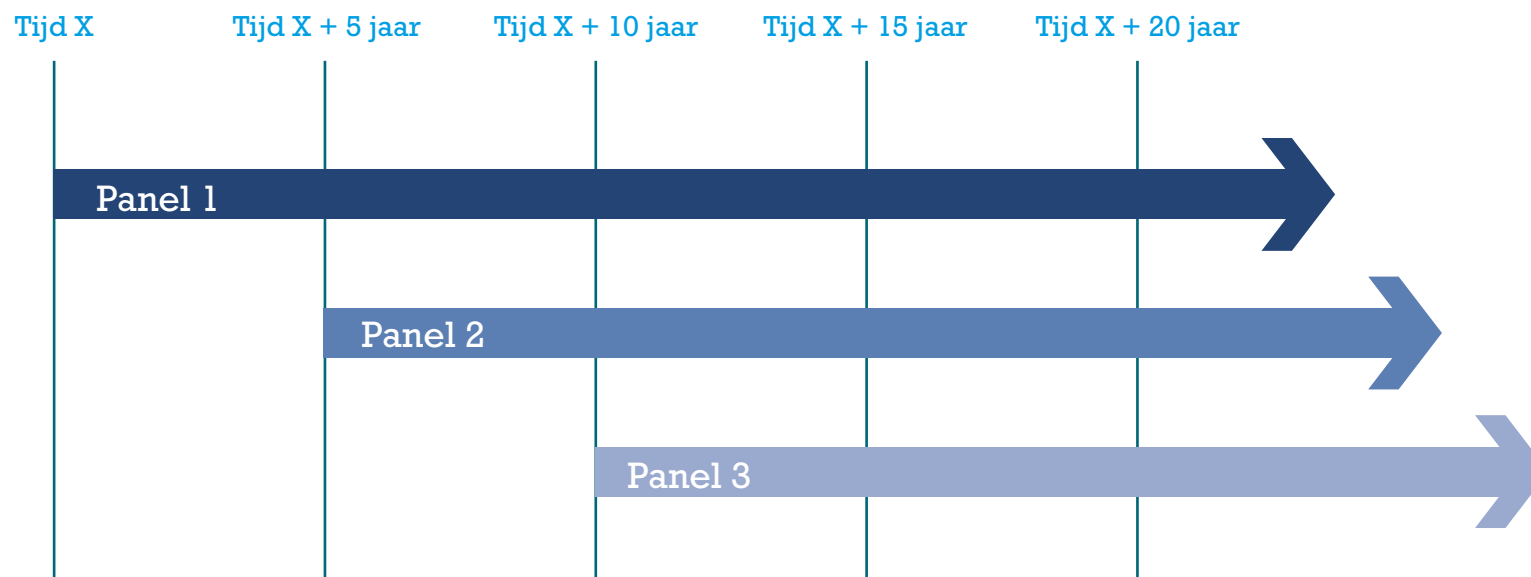 Tijd X
Tijd X + 5 jaar
Tijd X + 10 jaar
Tijd X + 15 jaar
Tijd X + 20 jaar
Panel 1
Panel 2
Panel 3